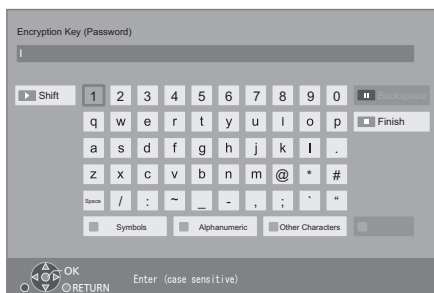 Encryption Key (Password)
Shift 1 2 3 4 5 6 7 8 9 0 Backspace
q w e r t y u i o p Finish
a s d f g h j k l .
z x c v b n m @ * #
Space / : ~ _ - , ; ` “
Symbols Alphanumeric Other Characters
OK
RETURN
Enter (case sensitive)